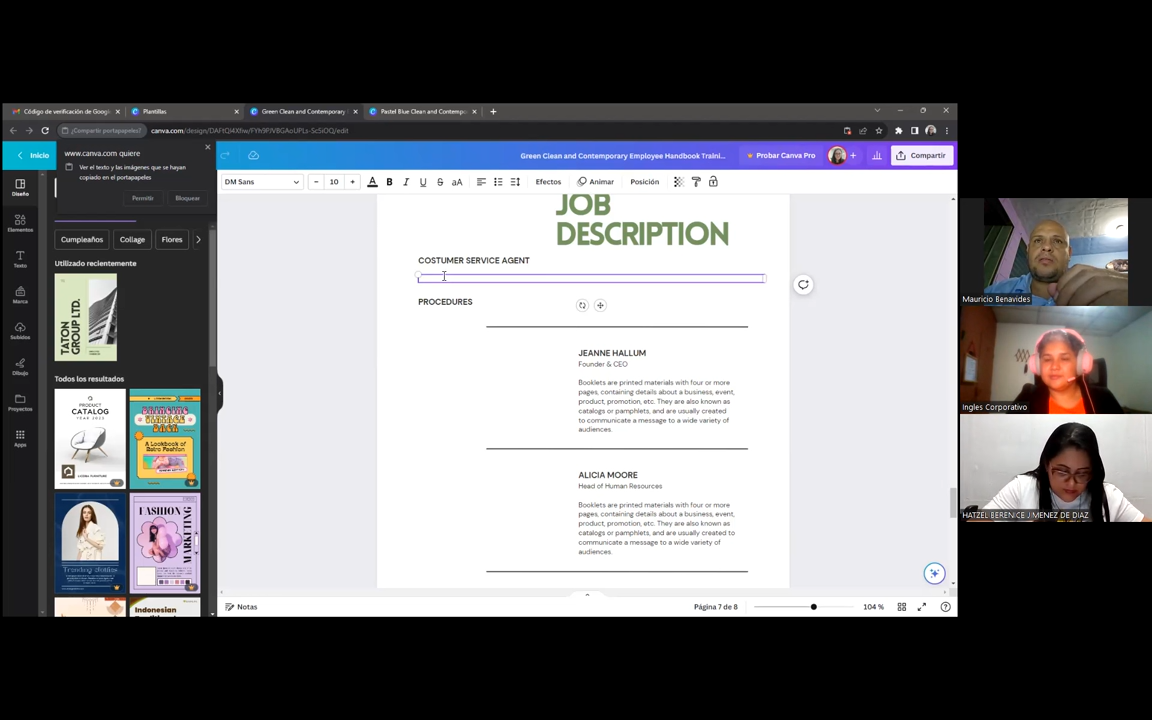 Código de verificación de Googl
Plantillas
Green Clean and Contemporary
Pastel Blue Clean and Contempo
¿Compartir portapapeles?
canva.com/design/
/edit
Inicio
www.canva.com quiere
Ver el texto y las imágenes que se hayan
copiado en el portapapeles
Permitir
Bloquear
Green Clean and Contemporary Employee Handbook Traini...
Probar Canva Pro
Compartir
DM Sans
10
B I U S aA
Efectos
Animar
Posición
Diseño
Elementos
Texto
Marca
Subidos
Dibujo
Proyectos
Apps
Cumpleaños
Collage
Flores
Utilizado recientemente
TATON
GROUP LTD.
Todos los resultados
PRODUCT
CATALOG
A Lookbook of
Retro Fashion
Trending Outfits
FASHION
MARKETING
Indonesian
JOB
DESCRIPTION
COSTUMER SERVICE AGENT
PROCEDURES
JEANNE HALLUM
Founder & CEO
Booklets are printed materials with four or more
pages, containing details about a business, event,
product, promotion, etc. They are also known as
catalogs or pamphlets, and are usually created
to communicate a message to a wide variety of
audiences.
ALICIA MOORE
Head of Human Resources
Booklets are printed materials with four or more
pages, containing details about a business, event,
product, promotion, etc. They are also known as
catalogs or pamphlets, and are usually created to
communicate a message to a wide variety of
audiences.
Notas
Página 7 de 8
104 %
Mauricio Benavides
Ingles Corporativo
HATZEL BERENICE JIMENEZ DE DIAZ